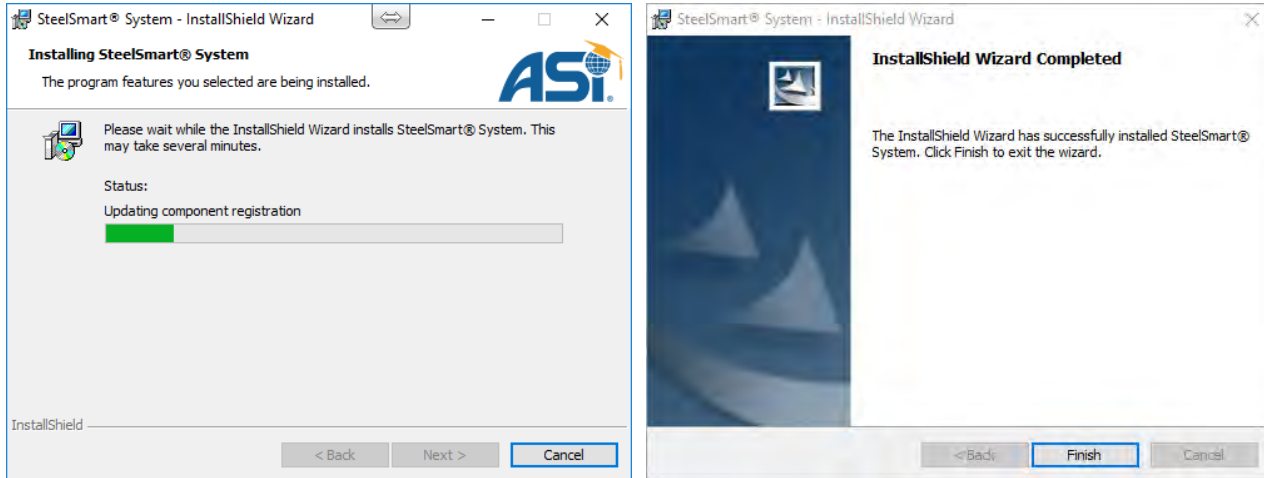 SteelSmart® System - InstallShield Wizard
Installing SteelSmart® System
The program features you selected are being installed.
ASi®
Please wait while the InstallShield Wizard installs SteelSmart® System. This
may take several minutes.
Status:
Updating component registration
InstallShield
< Back
Next >
Cancel
SteelSmart® System - InstallShield Wizard
InstallShield Wizard Completed
The InstallShield Wizard has successfully installed SteelSmart®
System. Click Finish to exit the wizard.
< Back
Finish
Cancel